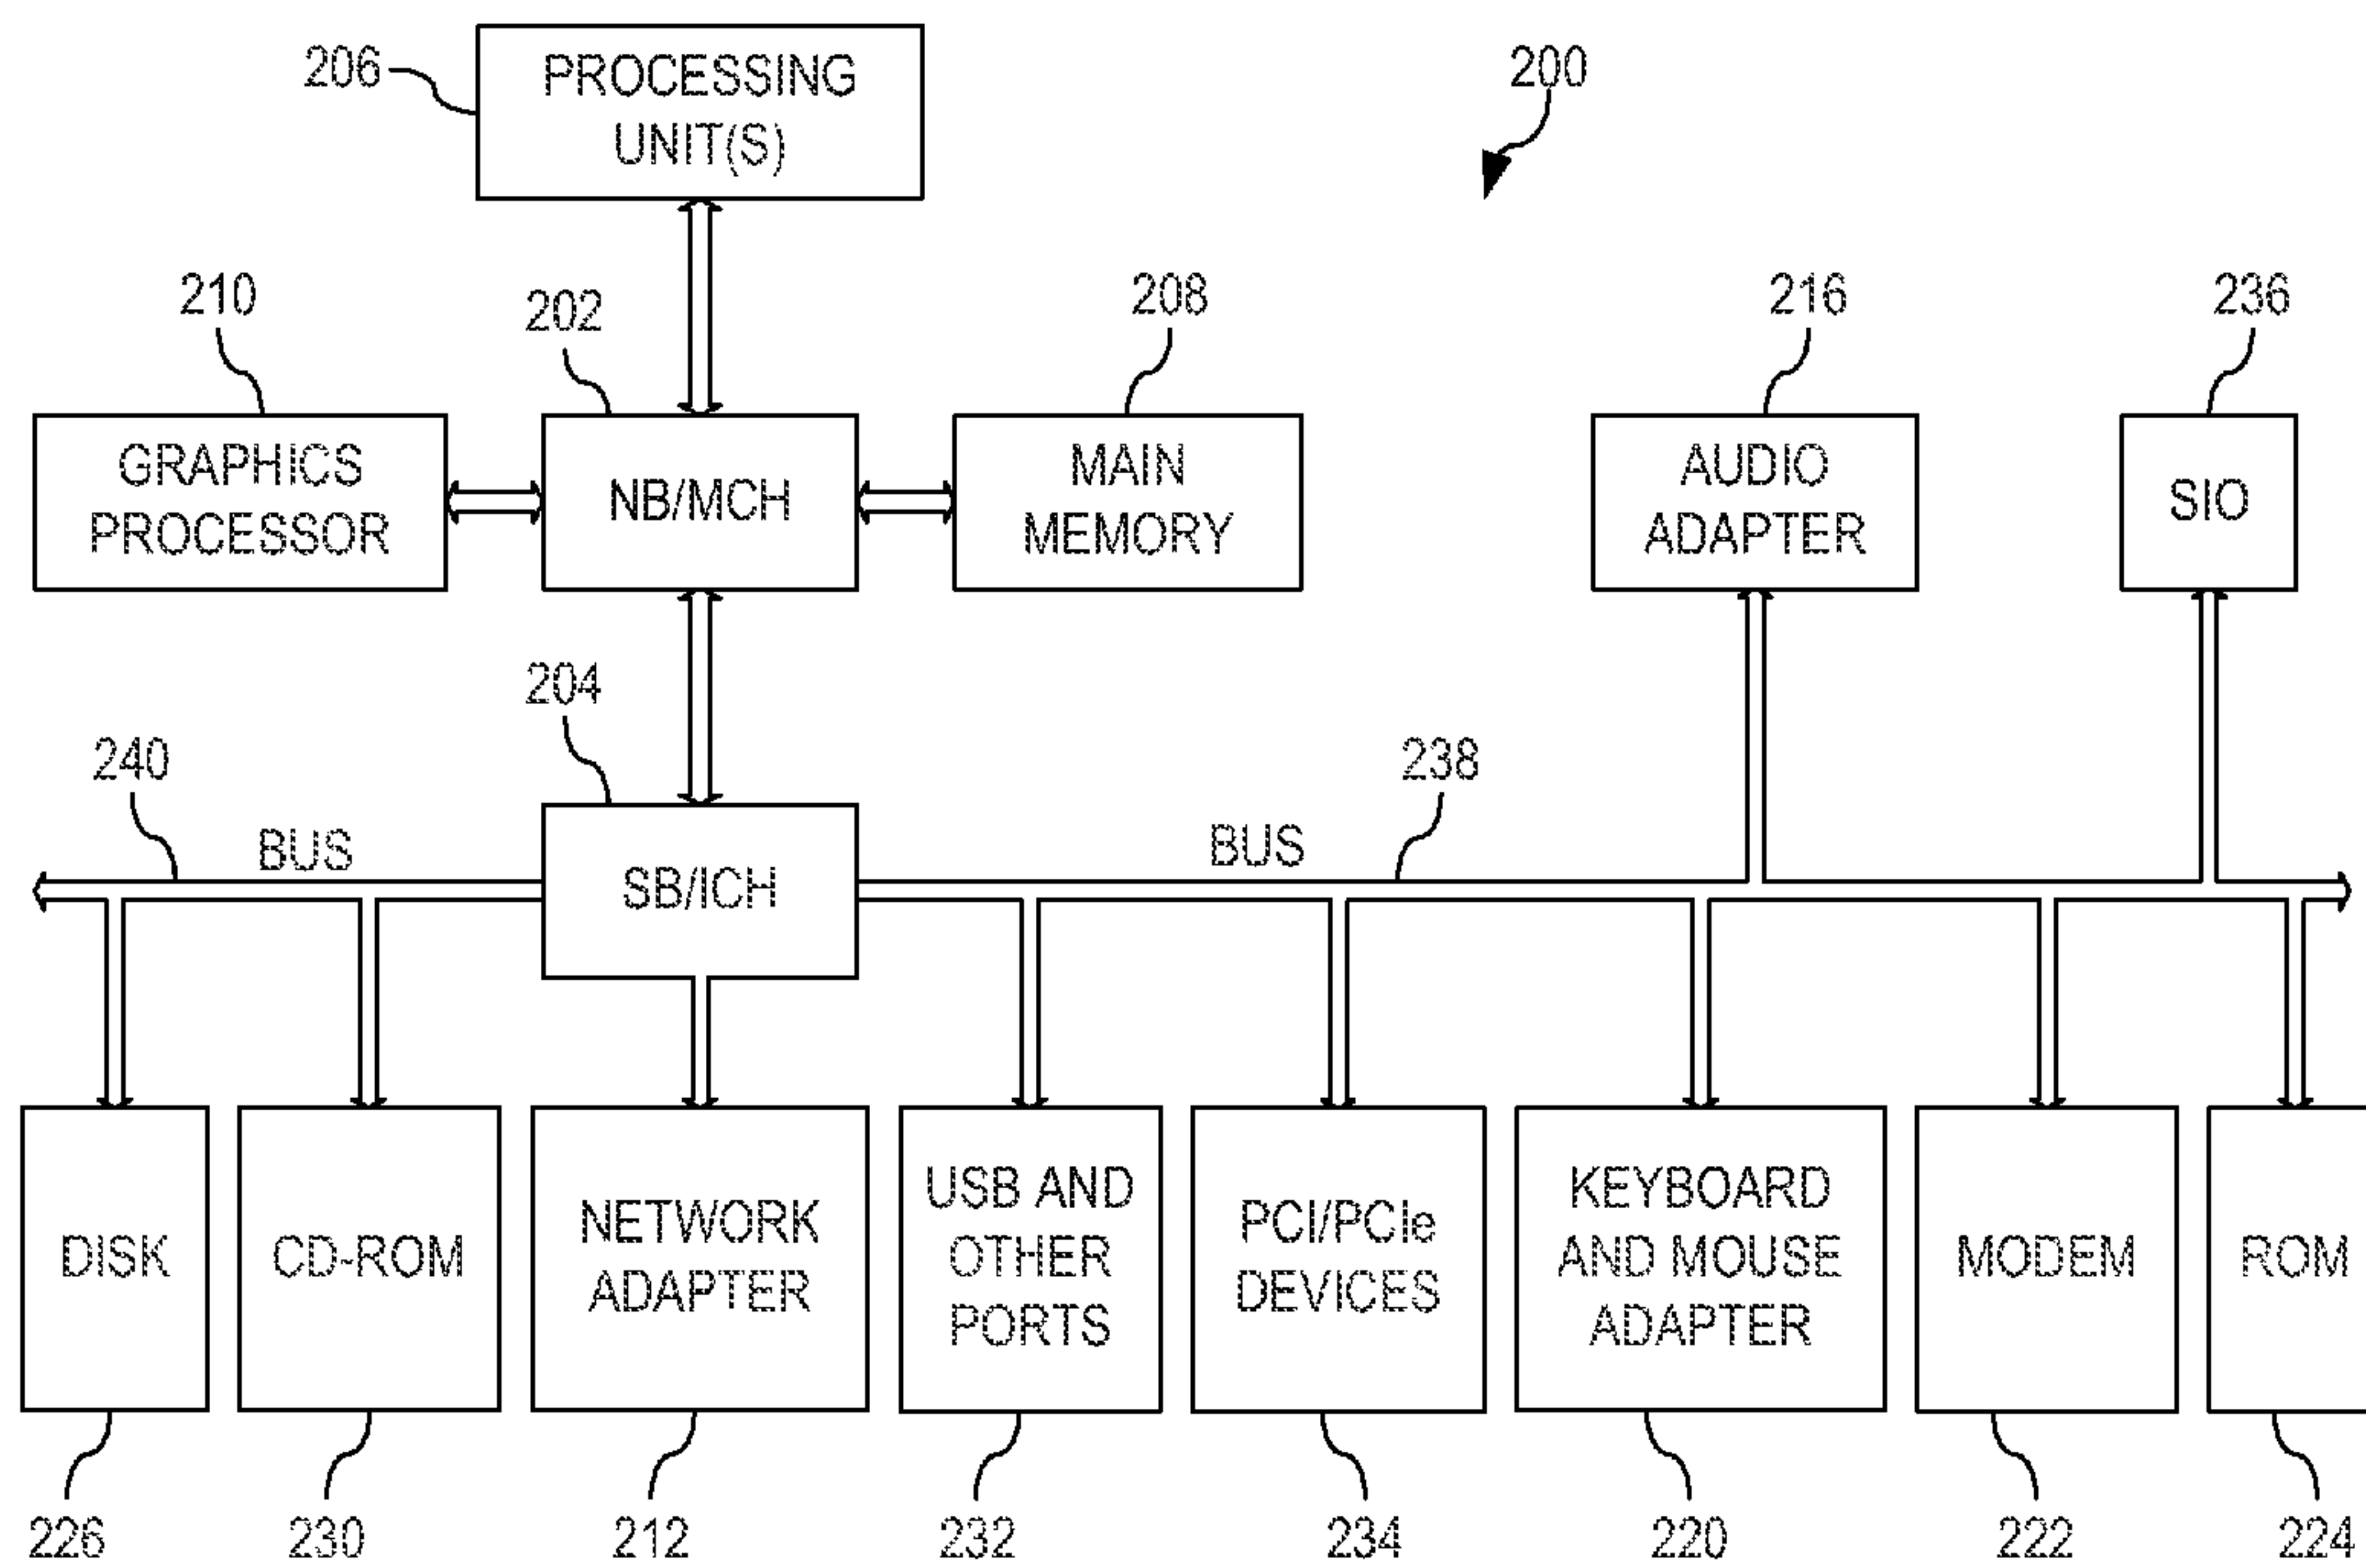 206
PROCESSING
UNIT(S)
200
210
202
208
216
236
GRAPHICS
PROCESSOR
NB/MCH
MAIN
MEMORY
AUDIO
ADAPTER
SIO
204
240
238
BUS
BUS
SB/ICH
DISK
CD-ROM
NETWORK
ADAPTER
USB AND
OTHER
PORTS
PCI/PCIe
DEVICES
KEYBOARD
AND MOUSE
ADAPTER
MODEM
ROM
226
230
212
232
234
220
222
224